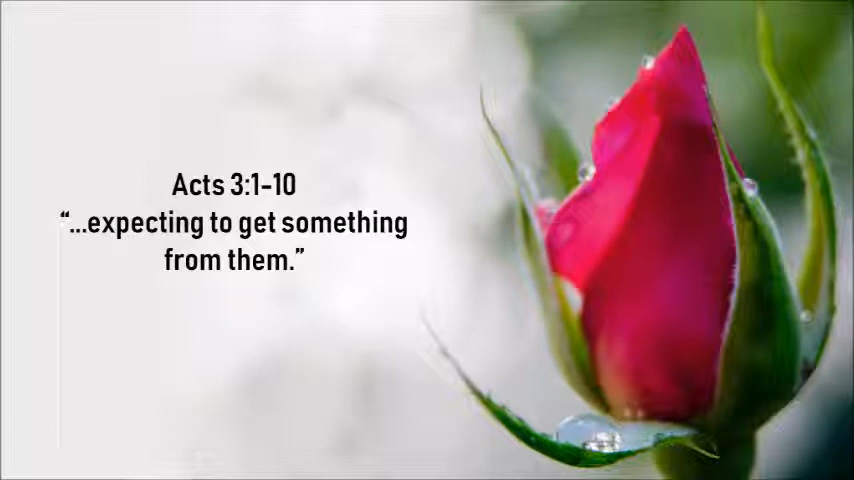 Acts 3:1-10
“...expecting to get something
from them.”